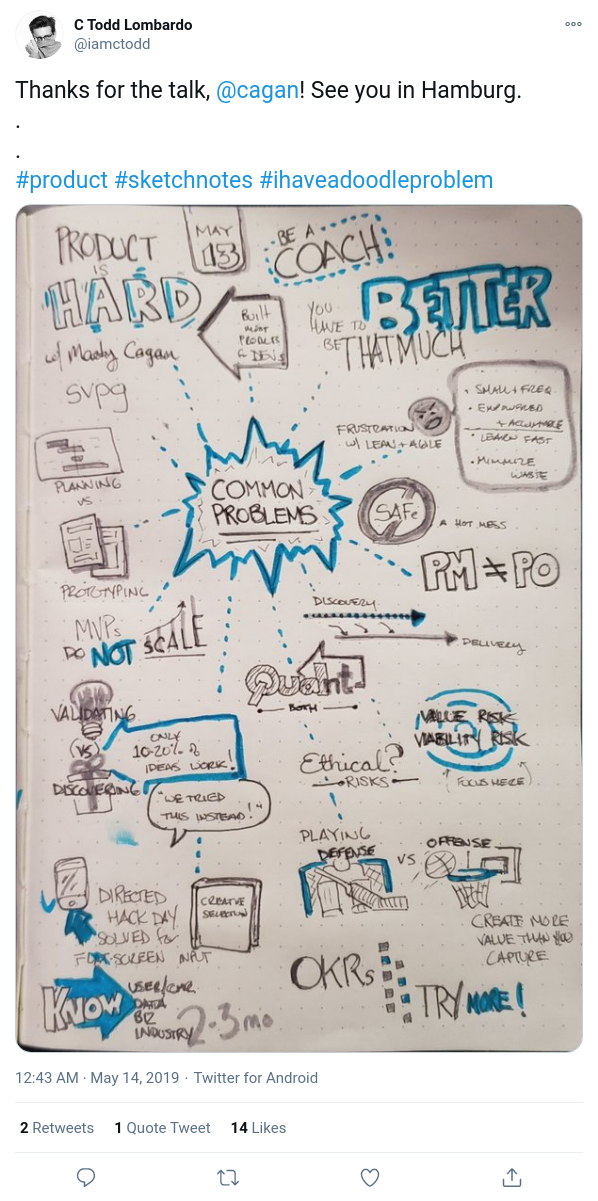 C Todd Lombardo
@iamctodd
Thanks for the talk, @cagan! See you in Hamburg.
.
.
#product #sketchnotes #ihaveadoodleproblem
PRODUCT
IS
HARD
w/ Marty Cagan
svpg
MAY
13
BE A
COACH
BUILT
MOST
PRODUCTS
& DEVS
YOU
HAVE TO
BE
BETTER
THAT MUCH
FRUSTRATION
W/ LEAN + AGILE
• SMALL + FREQ.
• EMPOWERED
+ ACCOUNTABLE
• LEARN FAST
• MINIMIZE
WASTE
PLANNING
VS
PROTOTYPING
COMMON
PROBLEMS
SAFe
A HOT MESS
PM ≠ PO
MVPs
DO NOT SCALE
DISCOVERY
DELIVERY
Quant
BOTH
VALIDATING
(VS)
DISCOVERING
ONLY
10-20% of
IDEAS WORK!
"WE TRIED
THIS INSTEAD!"
Ethical?
RISKS
VALUE RISK
VIABILITY RISK
(FOCUS HERE)
PLAYING
DEFENSE
VS
OFFENSE
CREATE MORE
VALUE THAN YOU
CAPTURE
DIRECTED
HACK DAY
SOLVED for
SCREEN INPUT
CREATIVE
SELECTION
KNOW
DATA
BIZ
INDUSTRY
2-3 mo
OKRs
TRY MORE!
12:43 AM · May 14, 2019 · Twitter for Android
2 Retweets 1 Quote Tweet 14 Likes